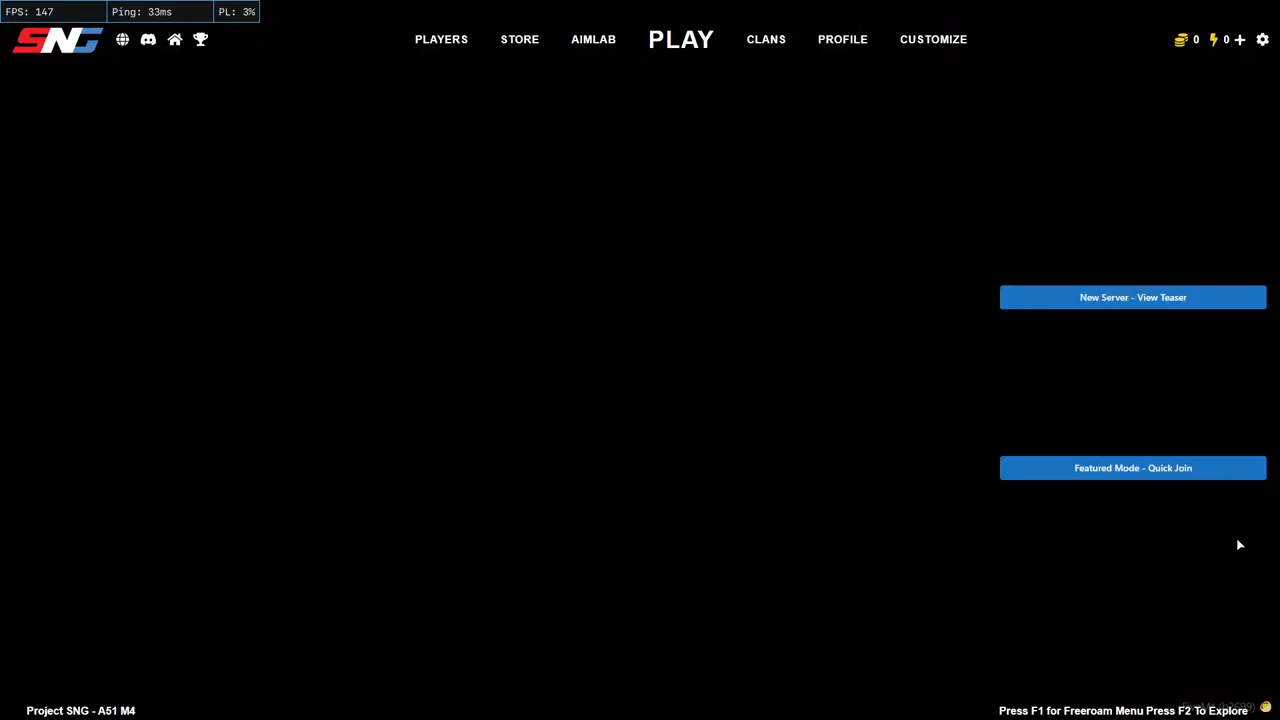 FPS: 147 Ping: 33ms PL: 3%
SNG PLAYERS STORE AIMLAB PLAY CLANS PROFILE CUSTOMIZE 0 0
New Server - View Teaser
Featured Mode - Quick Join
Project SNG - A51 M4
Press F1 for Freeroam Menu Press F2 To Explore